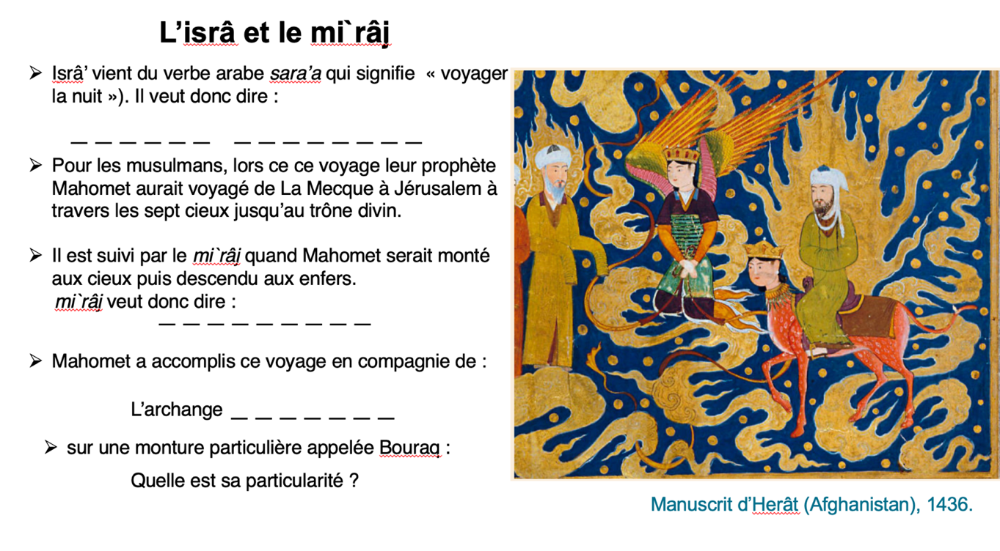 L’isrâ et le mi`râj
➢ Isrâ’ vient du verbe arabe sara’a qui signifie « voyager
la nuit »). Il veut donc dire :
_ _ _ _ _ _ _ _ _ _ _ _ _ _
➢ Pour les musulmans, lors ce ce voyage leur prophète
Mahomet aurait voyagé de La Mecque à Jérusalem à
travers les sept cieux jusqu’au trône divin.
➢ Il est suivi par le mi`râj quand Mahomet serait monté
aux cieux puis descendu aux enfers.
mi`râj veut donc dire :
_ _ _ _ _ _ _ _ _
➢ Mahomet a accomplis ce voyage en compagnie de :
L’archange _ _ _ _ _ _ _
➢ sur une monture particulière appelée Bouraq :
Quelle est sa particularité ?
Manuscrit d’Herât (Afghanistan), 1436.